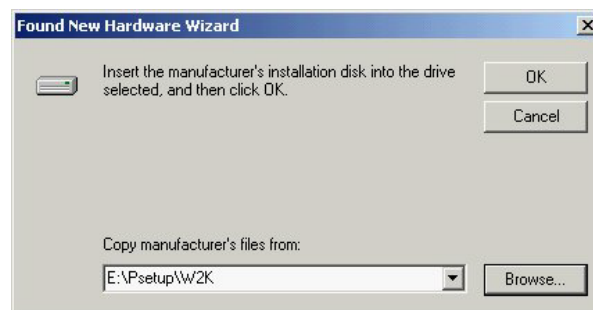 Found New Hardware Wizard
Insert the manufacturer's installation disk into the drive
selected, and then click OK.
OK
Cancel
Copy manufacturer's files from:
E:\Psetup\W2K
Browse...